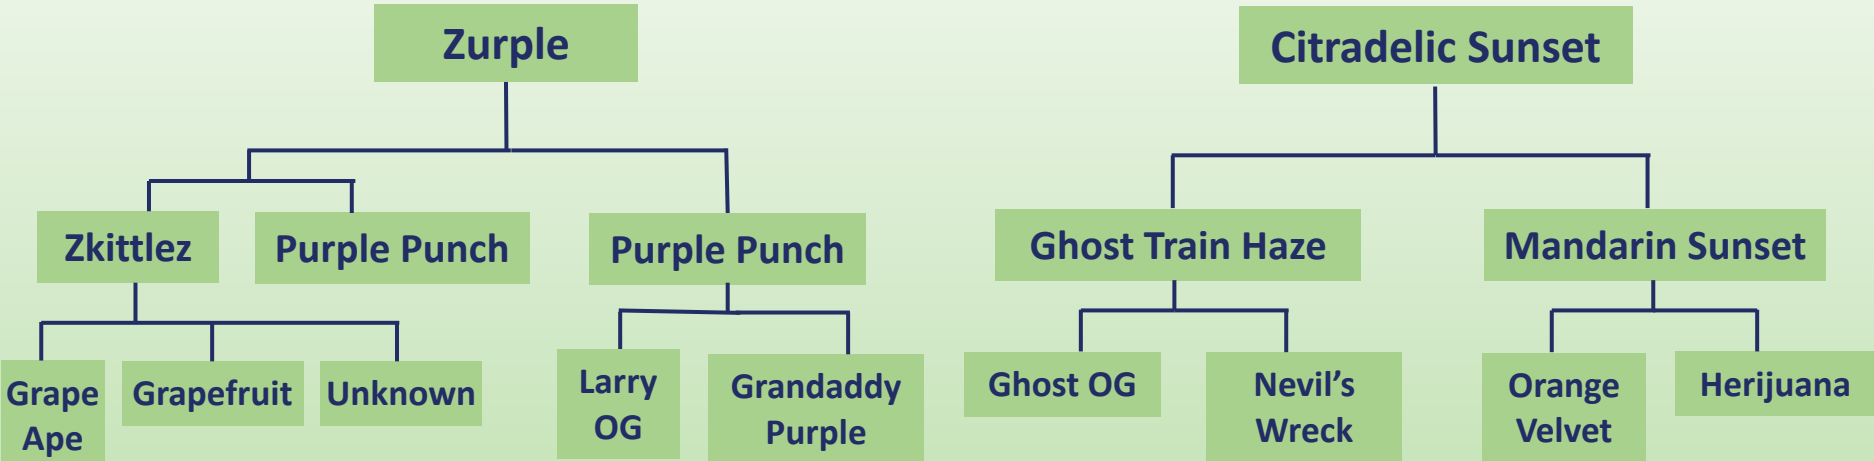 Zurple
Citradelic Sunset
Zkittlez
Purple Punch
Purple Punch
Ghost Train Haze
Mandarin Sunset
Grape
Ape
Grapefruit
Unknown
Larry
OG
Grandaddy
Purple
Ghost OG
Nevil’s
Wreck
Orange
Velvet
Herijuana